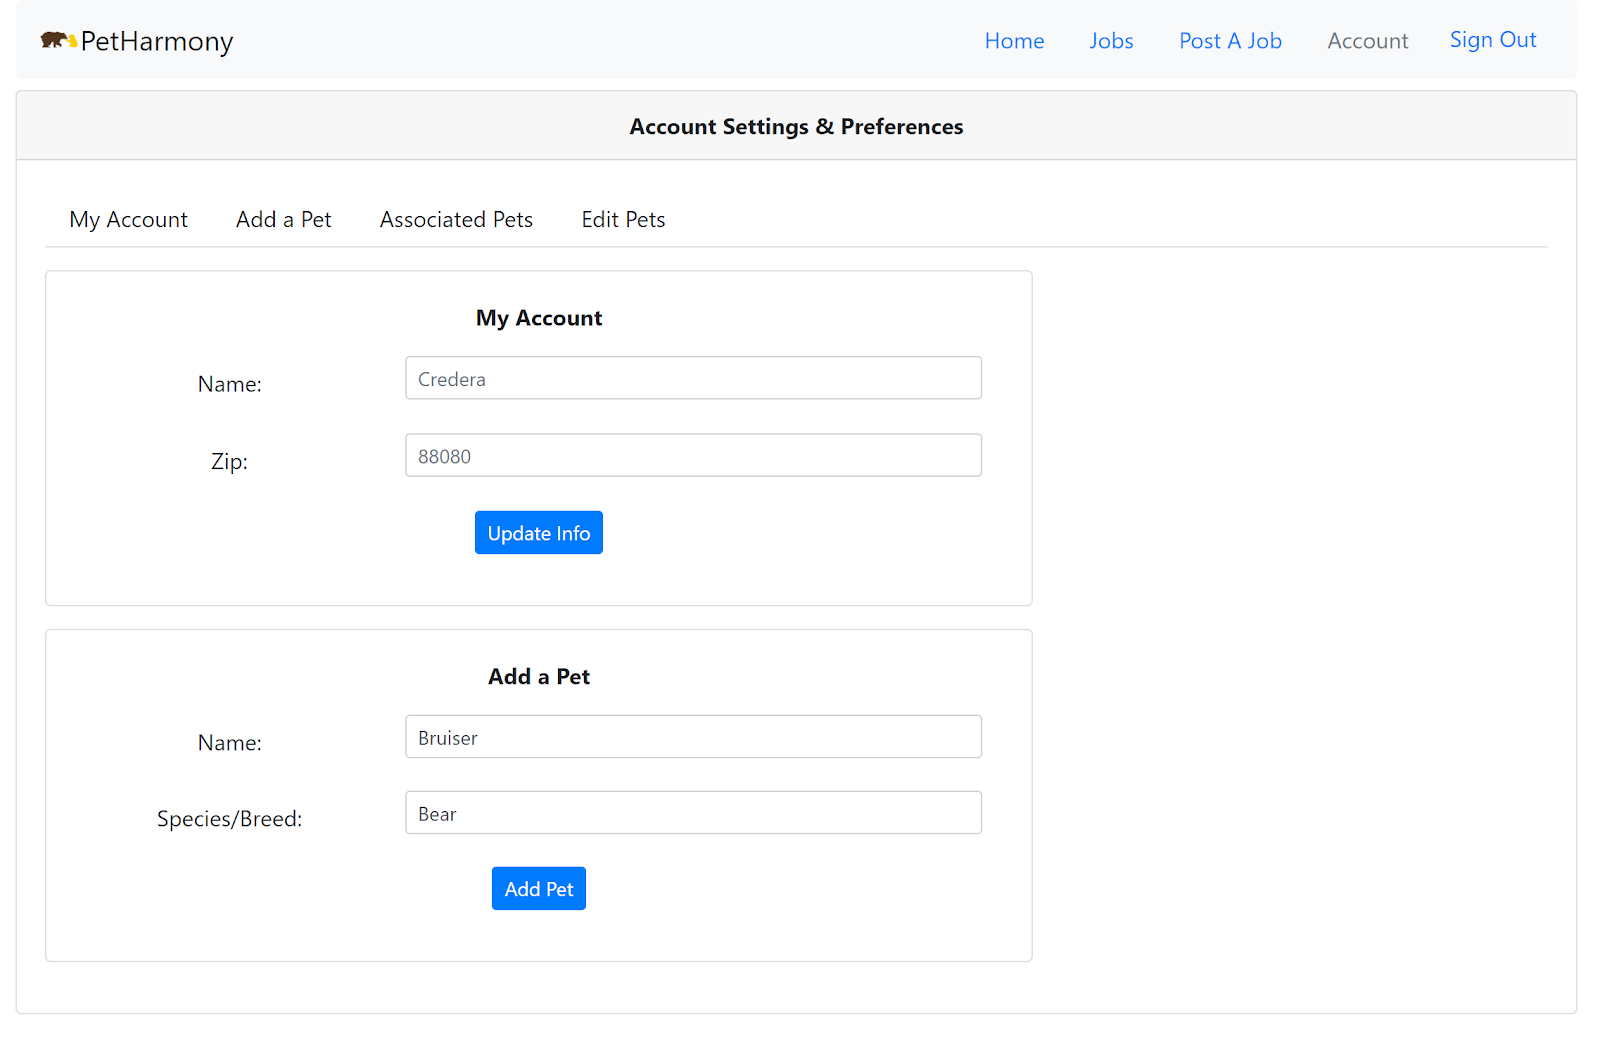 PetHarmony Home Jobs Post A Job Account Sign Out
Account Settings & Preferences
My Account Add a Pet Associated Pets Edit Pets
My Account
Name: Credera
Zip: 88080
Update Info
Add a Pet
Name: Bruiser
Species/Breed: Bear
Add Pet